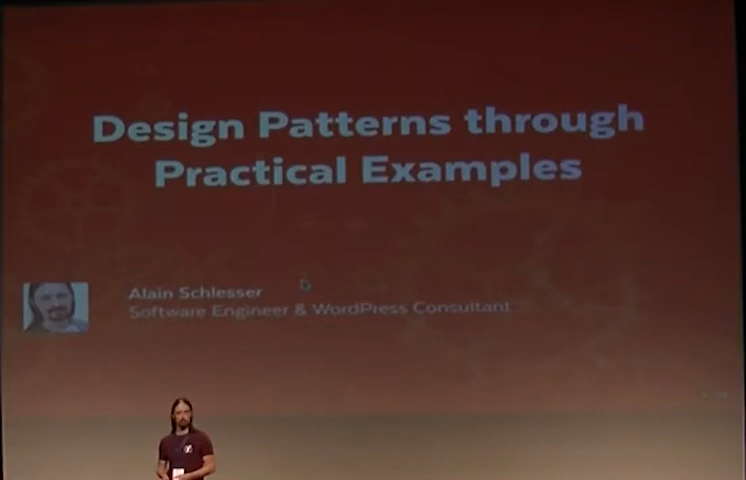 Design Patterns through
Practical Examples
Alain Schlesser
Software Engineer & WordPress Consultant